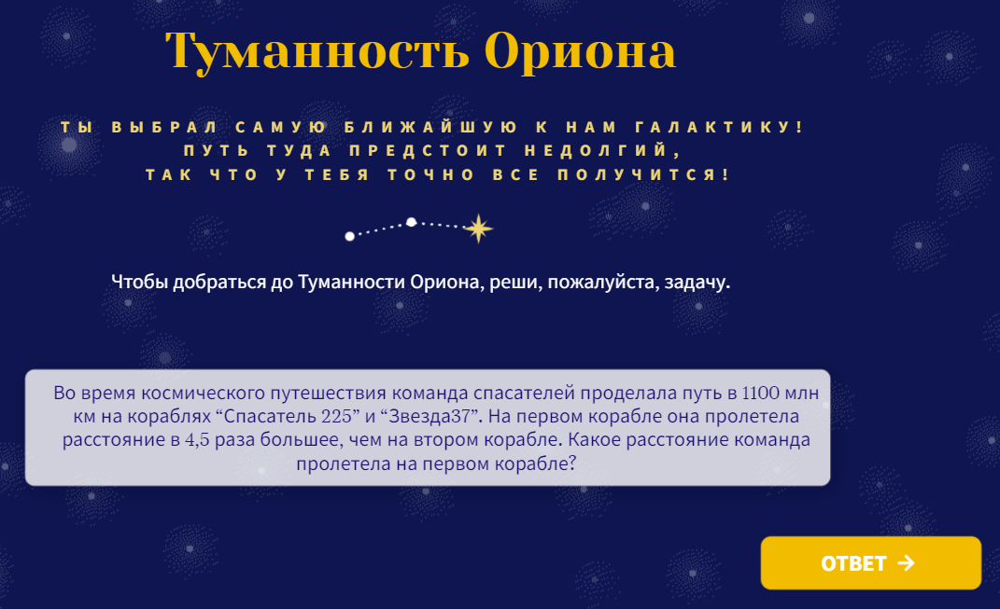 Туманность Ориона
ТЫ ВЫБРАЛ САМУЮ БЛИЖАЙШУЮ К НАМ ГАЛАКТИКУ!
ПУТЬ ТУДА ПРЕДСТОИТ НЕДОЛГИЙ,
ТАК ЧТО У ТЕБЯ ТОЧНО ВСЕ ПОЛУЧИТСЯ!
Чтобы добраться до Туманности Ориона, реши, пожалуйста, задачу.
Во время космического путешествия команда спасателей проделала путь в 1100 млн
км на кораблях “Спасатель 225” и “Звезда37”. На первом корабле она пролетела
расстояние в 4,5 раза большее, чем на втором корабле. Какое расстояние команда
пролетела на первом корабле?
ОТВЕТ →